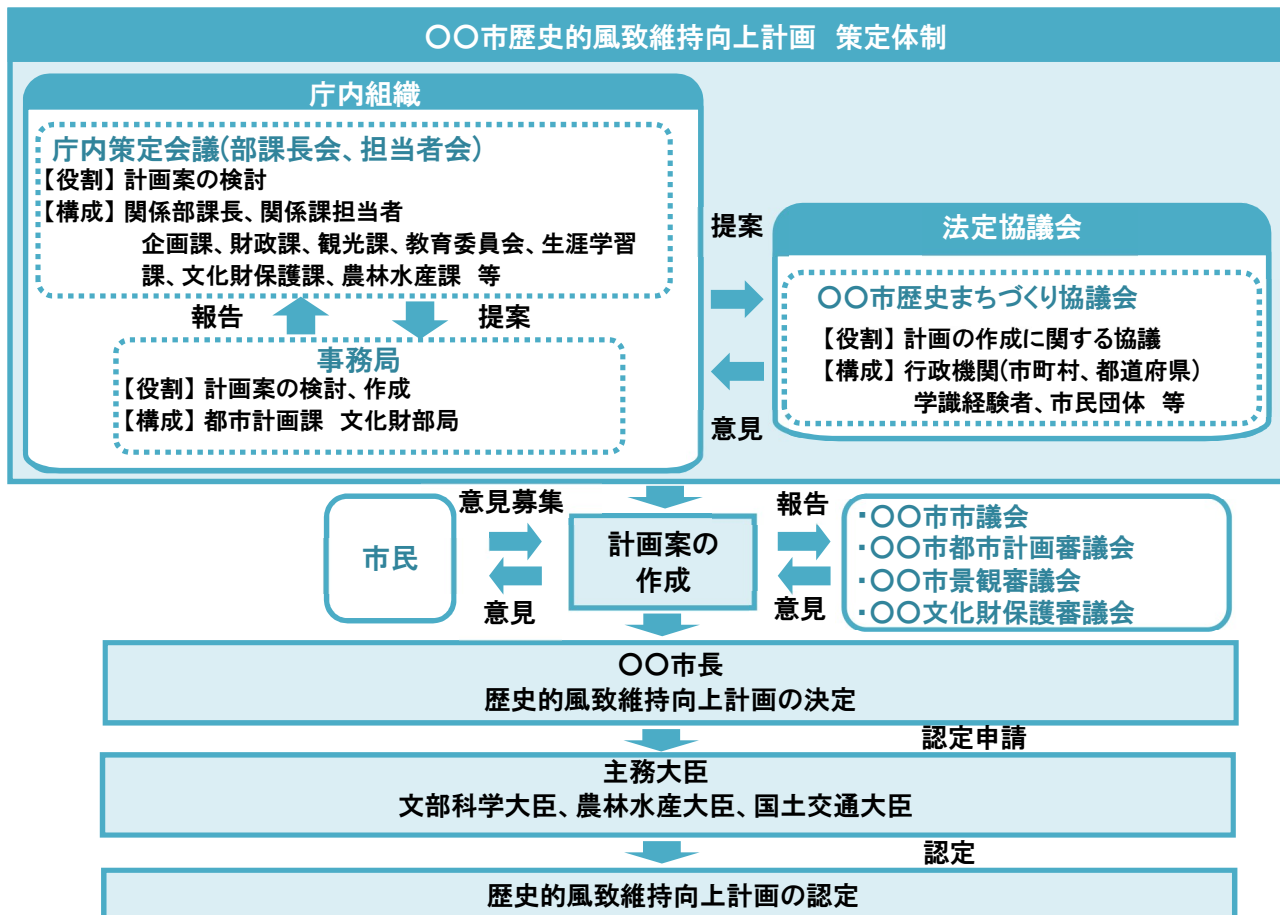 〇〇市歴史的風致維持向上計画 策定体制
庁内組織
庁内策定会議(部課長会、担当者会)
【役割】計画案の検討
【構成】関係部課長、関係課担当者
企画課、財政課、観光課、教育委員会、生涯学習
課、文化財保護課、農林水産課 等
報告
提案
事務局
【役割】計画案の検討、作成
【構成】都市計画課 文化財部局
提案
意見
法定協議会
〇〇市歴史まちづくり協議会
【役割】計画の作成に関する協議
【構成】行政機関(市町村、都道府県)
学識経験者、市民団体 等
市民
意見募集
意見
計画案の
作成
報告
意見
・〇〇市市議会
・〇〇市都市計画審議会
・〇〇市景観審議会
・〇〇文化財保護審議会
〇〇市長
歴史的風致維持向上計画の決定
認定申請
主務大臣
文部科学大臣、農林水産大臣、国土交通大臣
認定
歴史的風致維持向上計画の認定